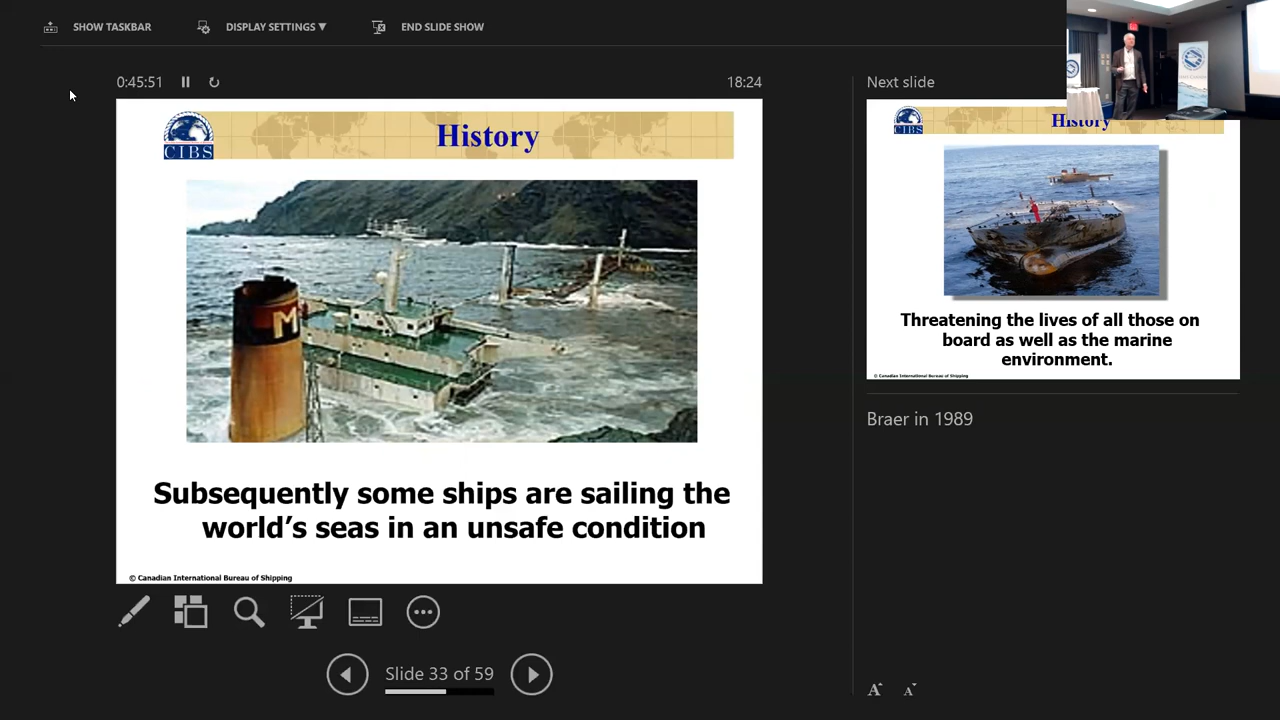 SHOW TASKBAR
DISPLAY SETTINGS ▼
END SLIDE SHOW
0:45:51
18:24
Next slide
CIBS
History
M
Subsequently some ships are sailing the
world's seas in an unsafe condition
© Canadian International Bureau of Shipping
CIBS
History
Threatening the lives of all those on
board as well as the marine
environment.
© Canadian International Bureau of Shipping
Braer in 1989
Slide 33 of 59
A
A